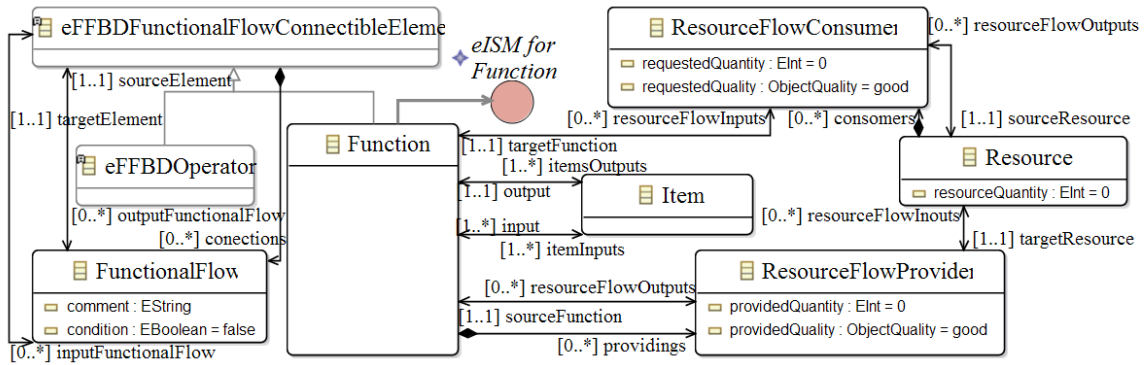 eFFBDFunctionalFlowConnectibleEleme
[1..1] sourceElement
[1..1] targetElement
eISM for
Function
eFFBDOperator
[0..*] outputFunctionalFlow
[0..*] conections
FunctionalFlow
comment : EString
condition : EBoolean = false
[0..*] inputFunctionalFlow
Function
ResourceFlowConsumer
requestedQuantity : EInt = 0
requestedQuality : ObjectQuality = good
[0..*] resourceFlowOutputs
[0..*] resourceFlowInputs
[0..*] consomers
[1..1] sourceResource
[1..1] targetFunction
[1..*] itemsOutputs
[1..1] output
Item
[1..*] input
[1..*] itemInputs
Resource
resourceQuantity : EInt = 0
[0..*] resourceFlowInouts
[1..1] targetResource
ResourceFlowProvider
providedQuantity : EInt = 0
providedQuality : ObjectQuality = good
[0..*] resourceFlowOutputs
[1..1] sourceFunction
[0..*] providings